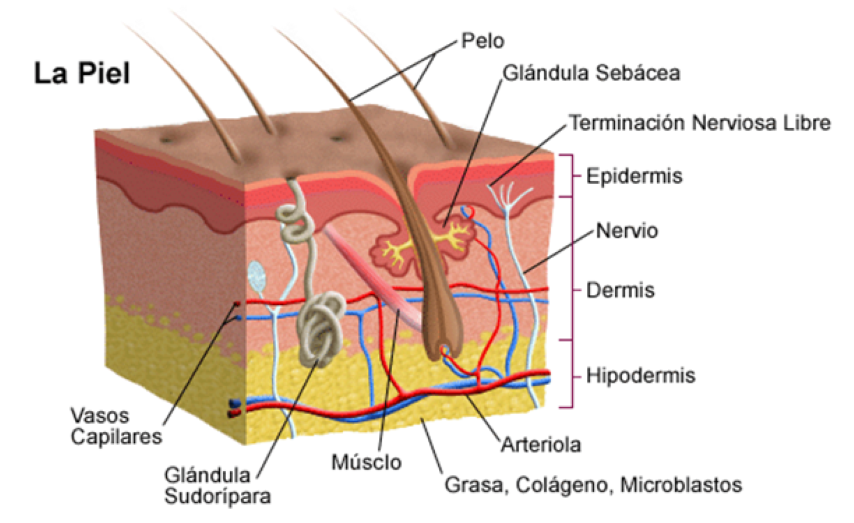 La Piel
Pelo
Glándula Sebácea
Terminación Nerviosa Libre
Epidermis
Nervio
Dermis
Hipodermis
Vasos
Capilares
Glándula
Sudorípara
Músclo
Arteriola
Grasa, Colágeno, Microblastos